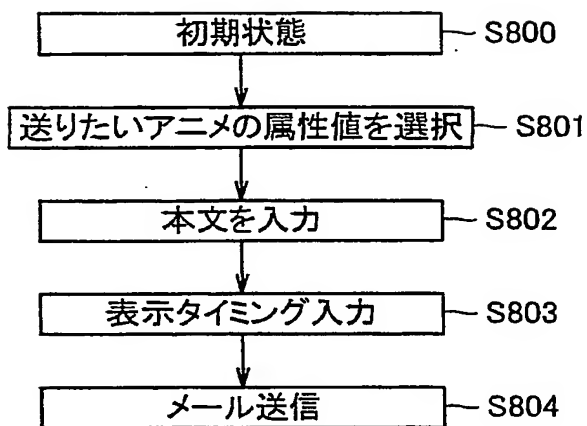 初期状態 S800
送りたいアニメの属性値を選択 S801
本文を入力 S802
表示タイミング入力 S803
メール送信 S804